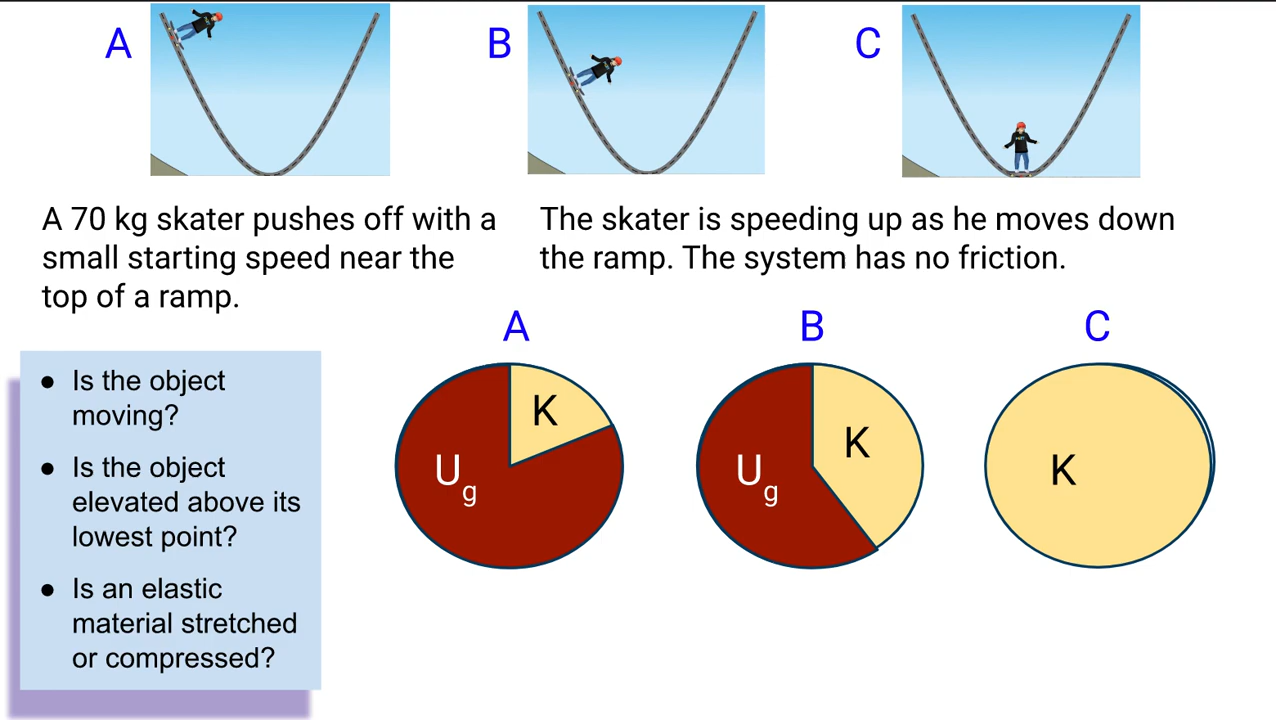 A
B
C
A 70 kg skater pushes off with a
small starting speed near the
top of a ramp.
The skater is speeding up as he moves down
the ramp. The system has no friction.
● Is the object
moving?
● Is the object
elevated above its
lowest point?
● Is an elastic
material stretched
or compressed?
A
B
C
K
Ug
K
Ug
K